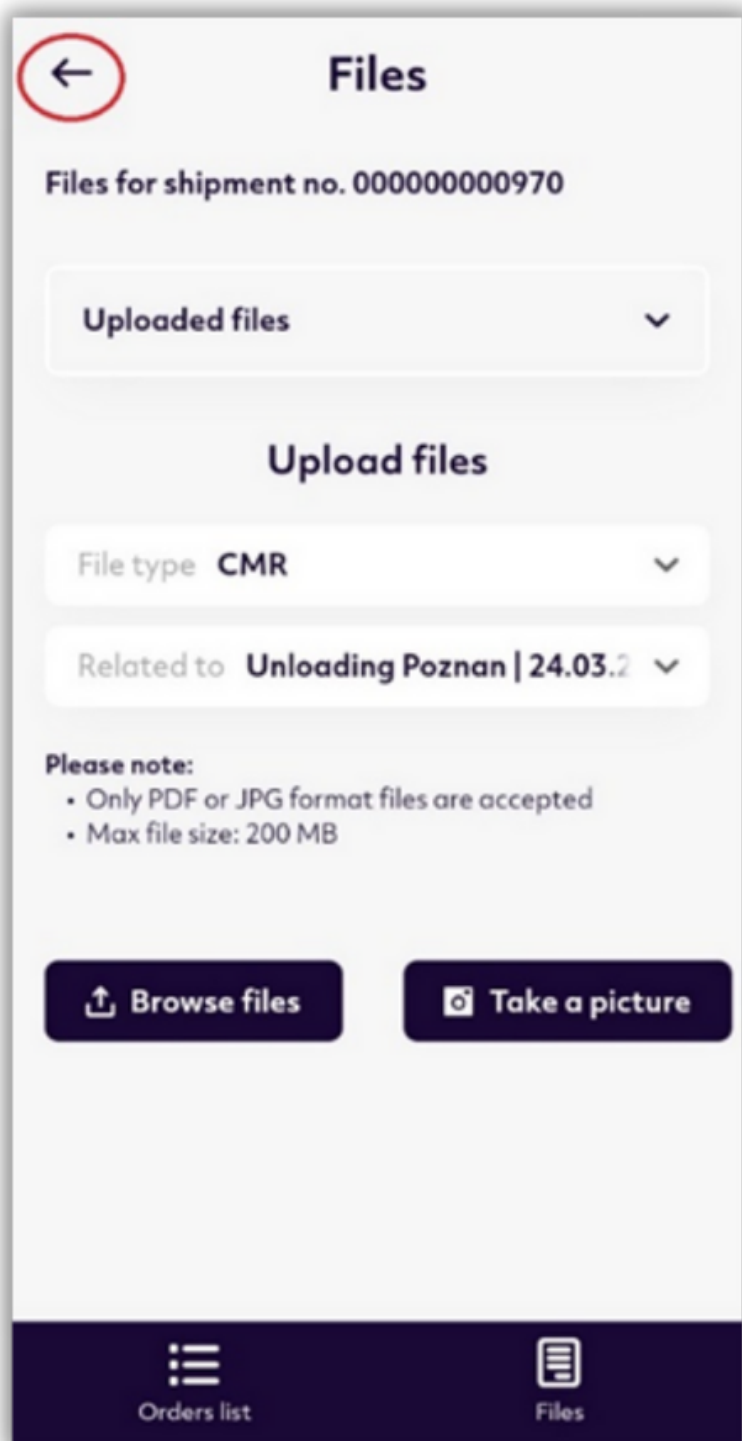 Files
Files for shipment no. 000000000970
Uploaded files
Upload files
File type CMR
Related to Unloading Poznan | 24.03.2
Please note:
• Only PDF or JPG format files are accepted
• Max file size: 200 MB
Browse files
Take a picture
Orders list
Files